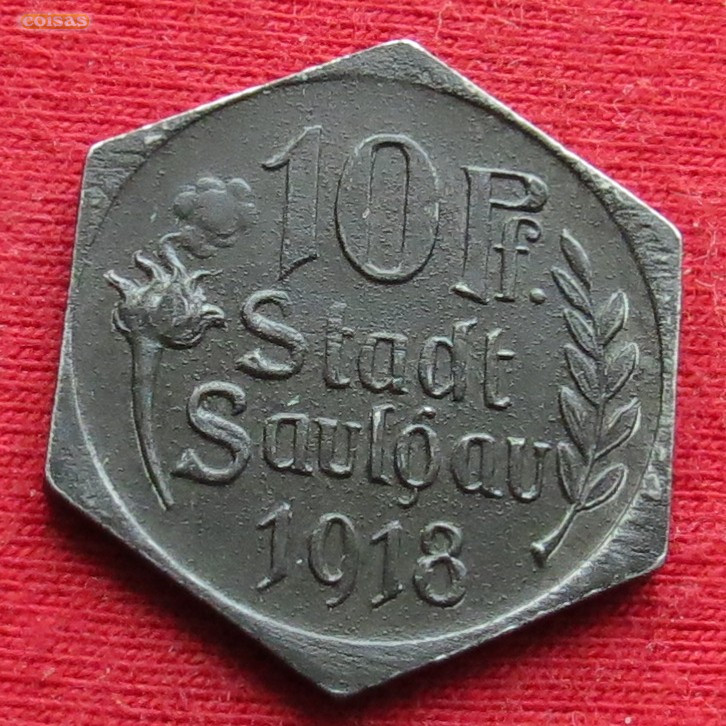 coisas
10 Pf.
Stadt
Saulgau
1918